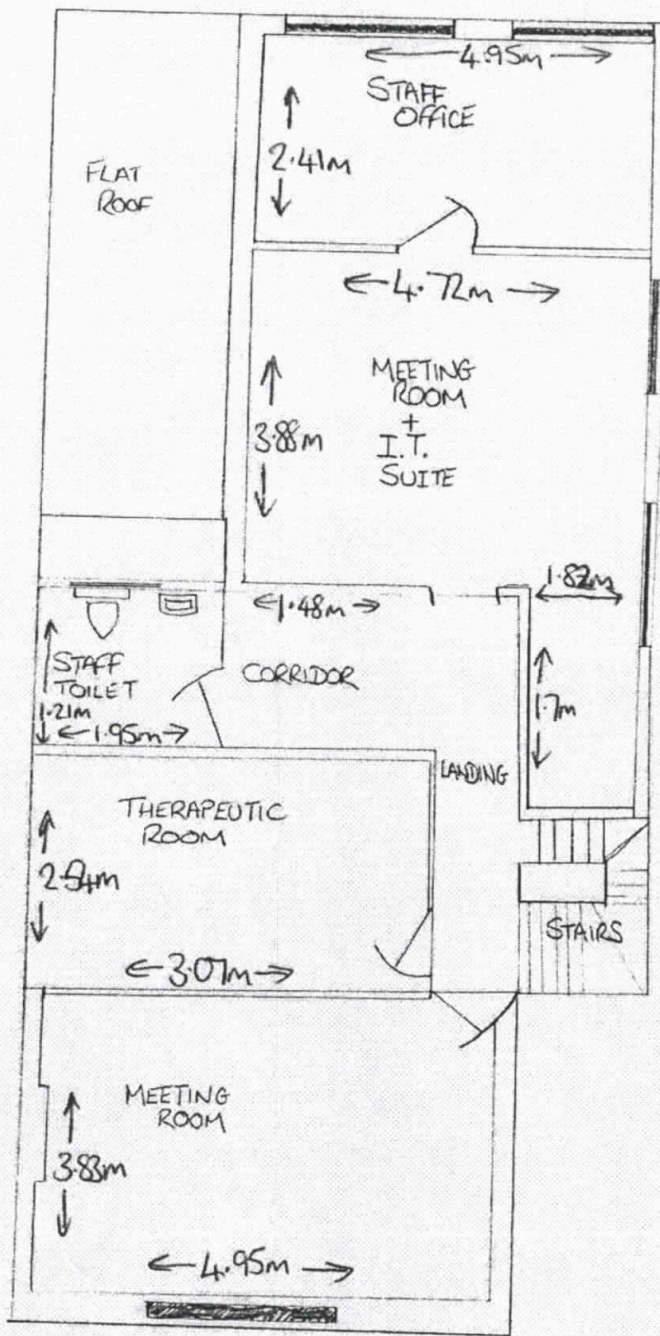 4.95m
STAFF
OFFICE
2.41m
FLAT
ROOF
4.72m
MEETING
ROOM
+
I.T.
SUITE
3.88m
1.82m
1.48m
STAFF
TOILET
CORRIDOR
1.21m
1.95m
1.7m
LANDING
THERAPEUTIC
ROOM
2.54m
STAIRS
3.07m
MEETING
ROOM
3.83m
4.95m